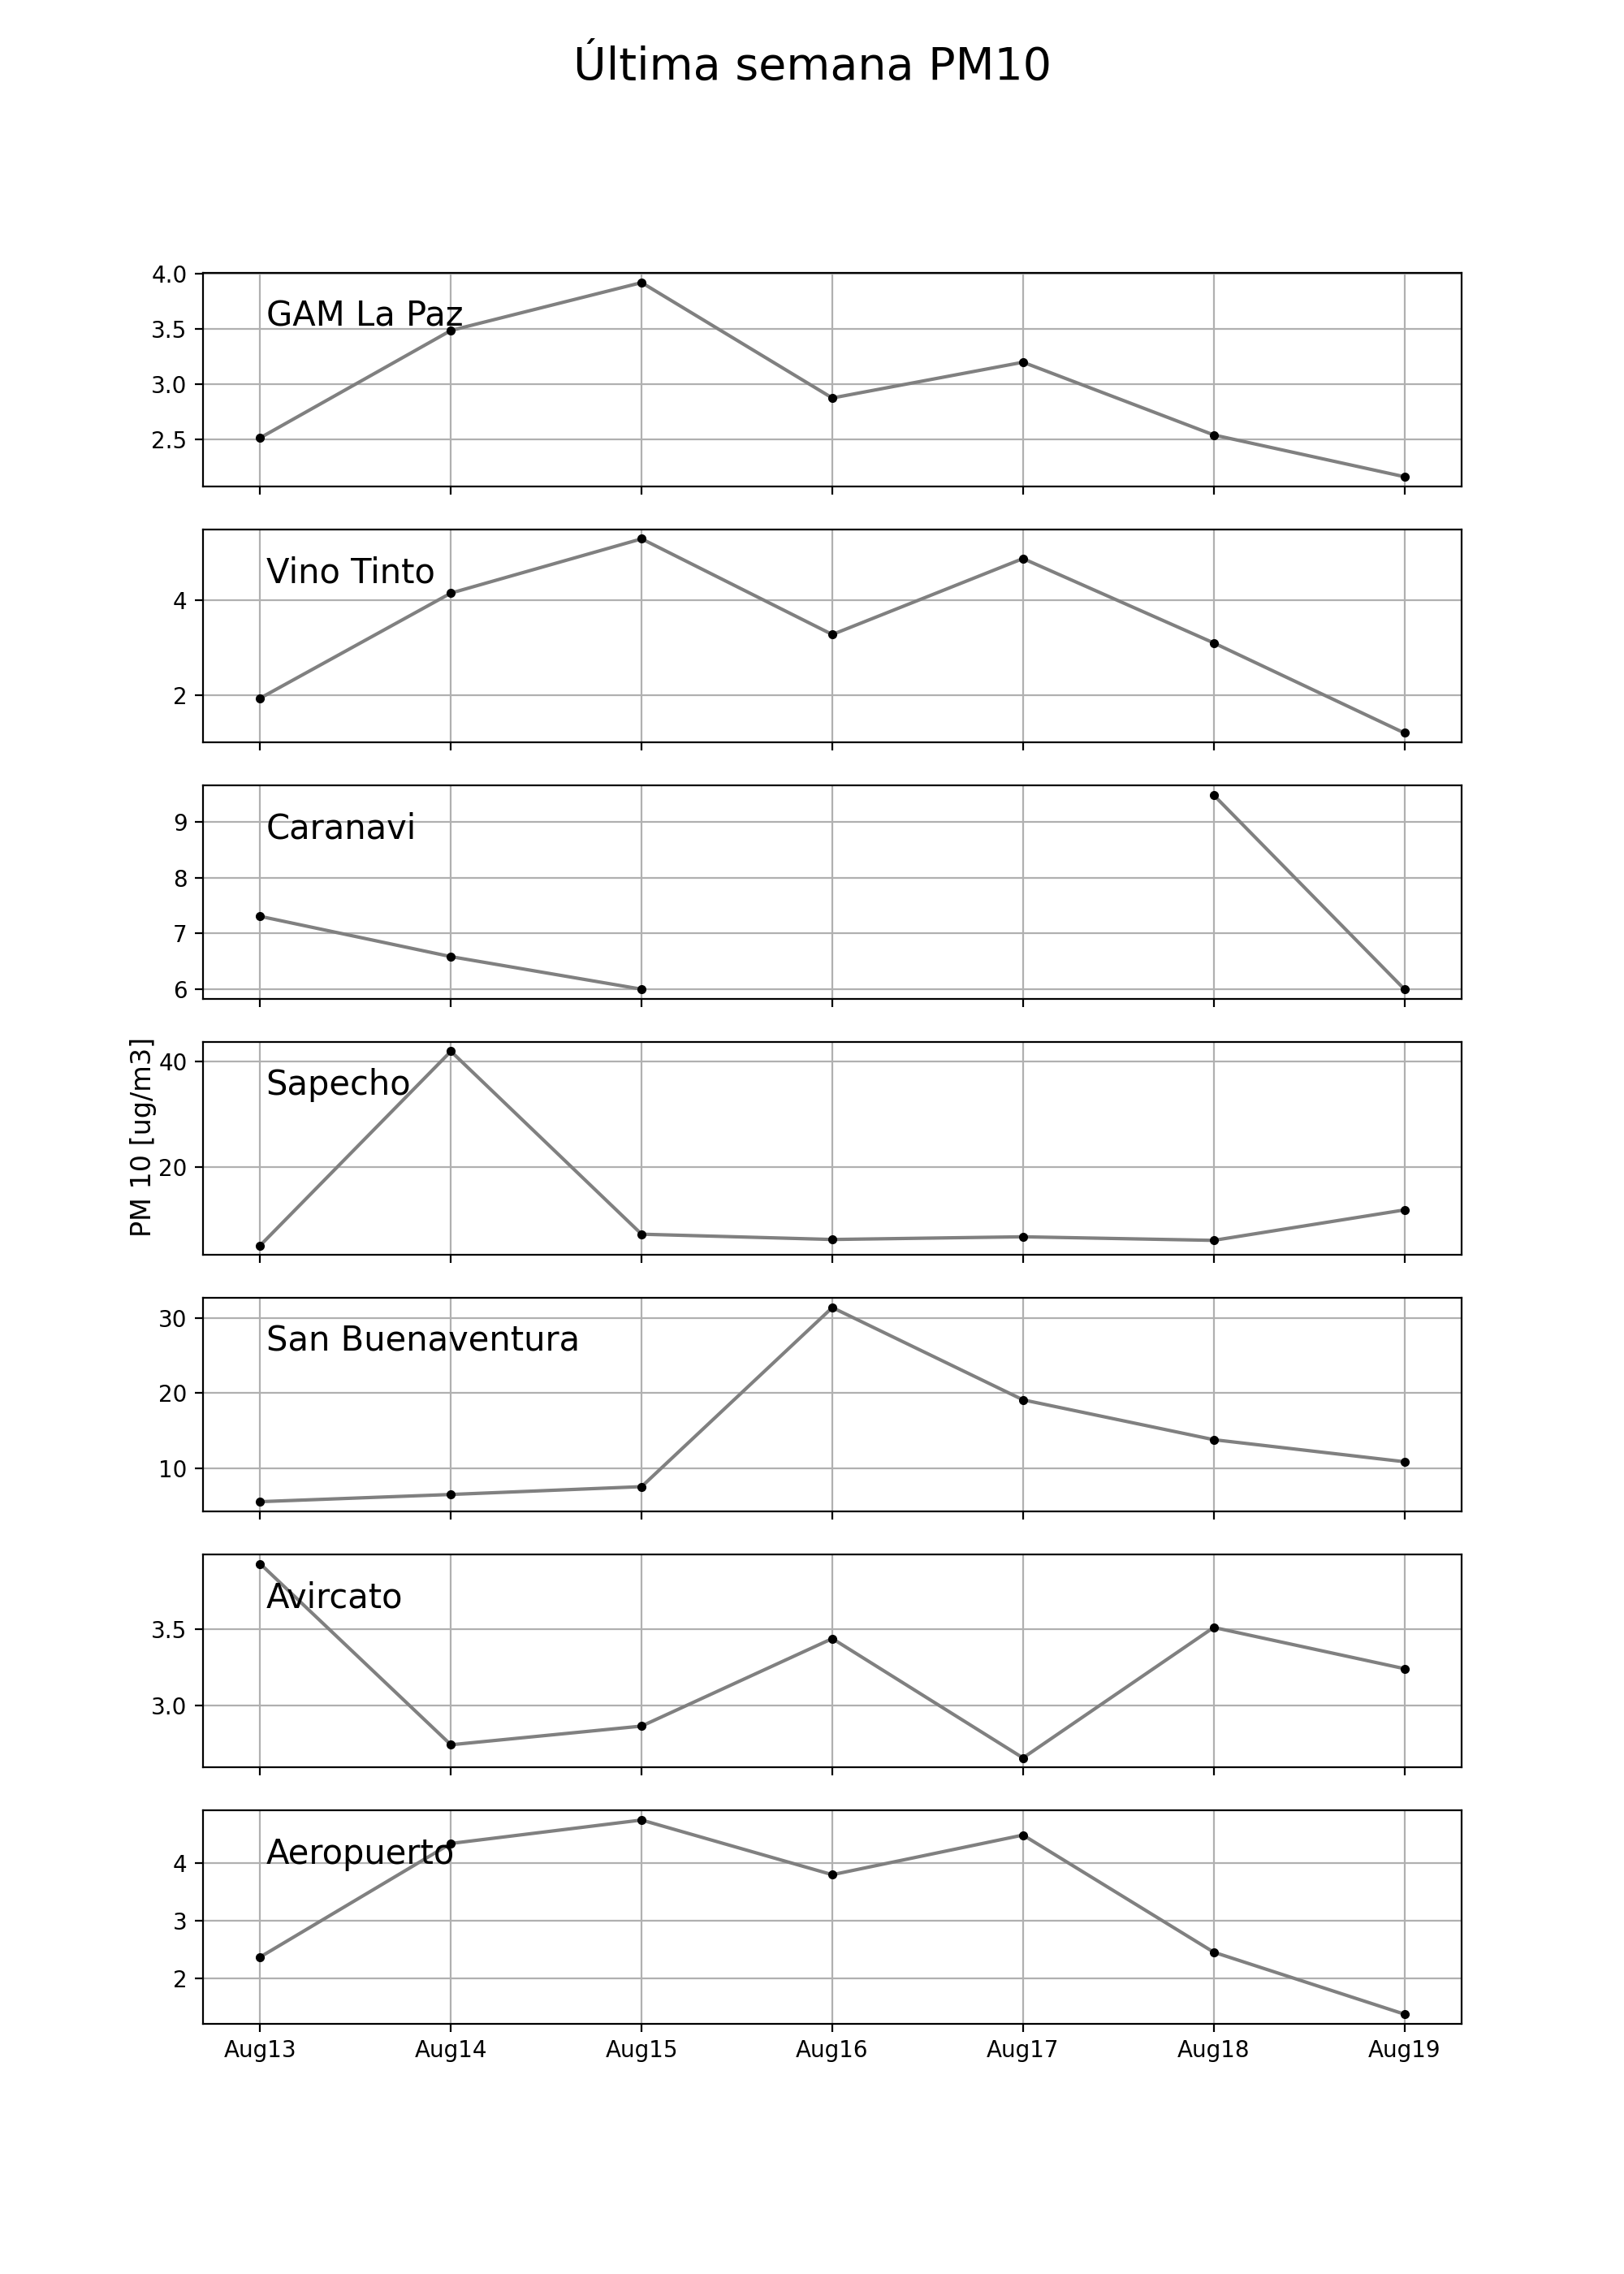 Última semana PM10
4.0
GAM La Paz
3.5
3.0
2.5
Vino Tinto
4
2
9
Caranavi
8
7
6
PM 10 [ug/m3]
40
Sapecho
20
30
San Buenaventura
20
10
Avircato
3.5
3.0
Aeropuerto
4
3
2
Aug13 Aug14 Aug15 Aug16 Aug17 Aug18 Aug19